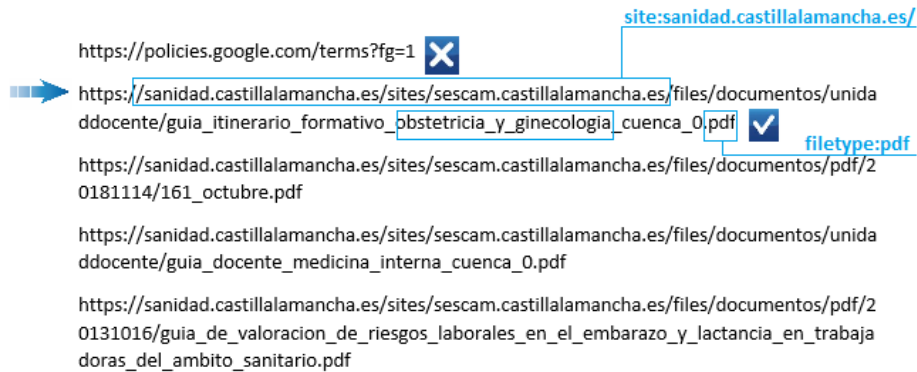 site:sanidad.castillalamancha.es/
https://policies.google.com/terms?fg=1
https://sanidad.castillalamancha.es/sites/sescam.castillalamancha.es/files/documentos/unida
ddocente/guia_itinerario_formativo_obstetricia_y_ginecologia_cuenca_0.pdf
filetype:pdf
https://sanidad.castillalamancha.es/sites/sescam.castillalamancha.es/files/documentos/pdf/2
0181114/161_octubre.pdf
https://sanidad.castillalamancha.es/sites/sescam.castillalamancha.es/files/documentos/unida
ddocente/guia_docente_medicina_interna_cuenca_0.pdf
https://sanidad.castillalamancha.es/sites/sescam.castillalamancha.es/files/documentos/pdf/2
0131016/guia_de_valoracion_de_riesgos_laborales_en_el_embarazo_y_lactancia_en_trabaja
doras_del_ambito_sanitario.pdf